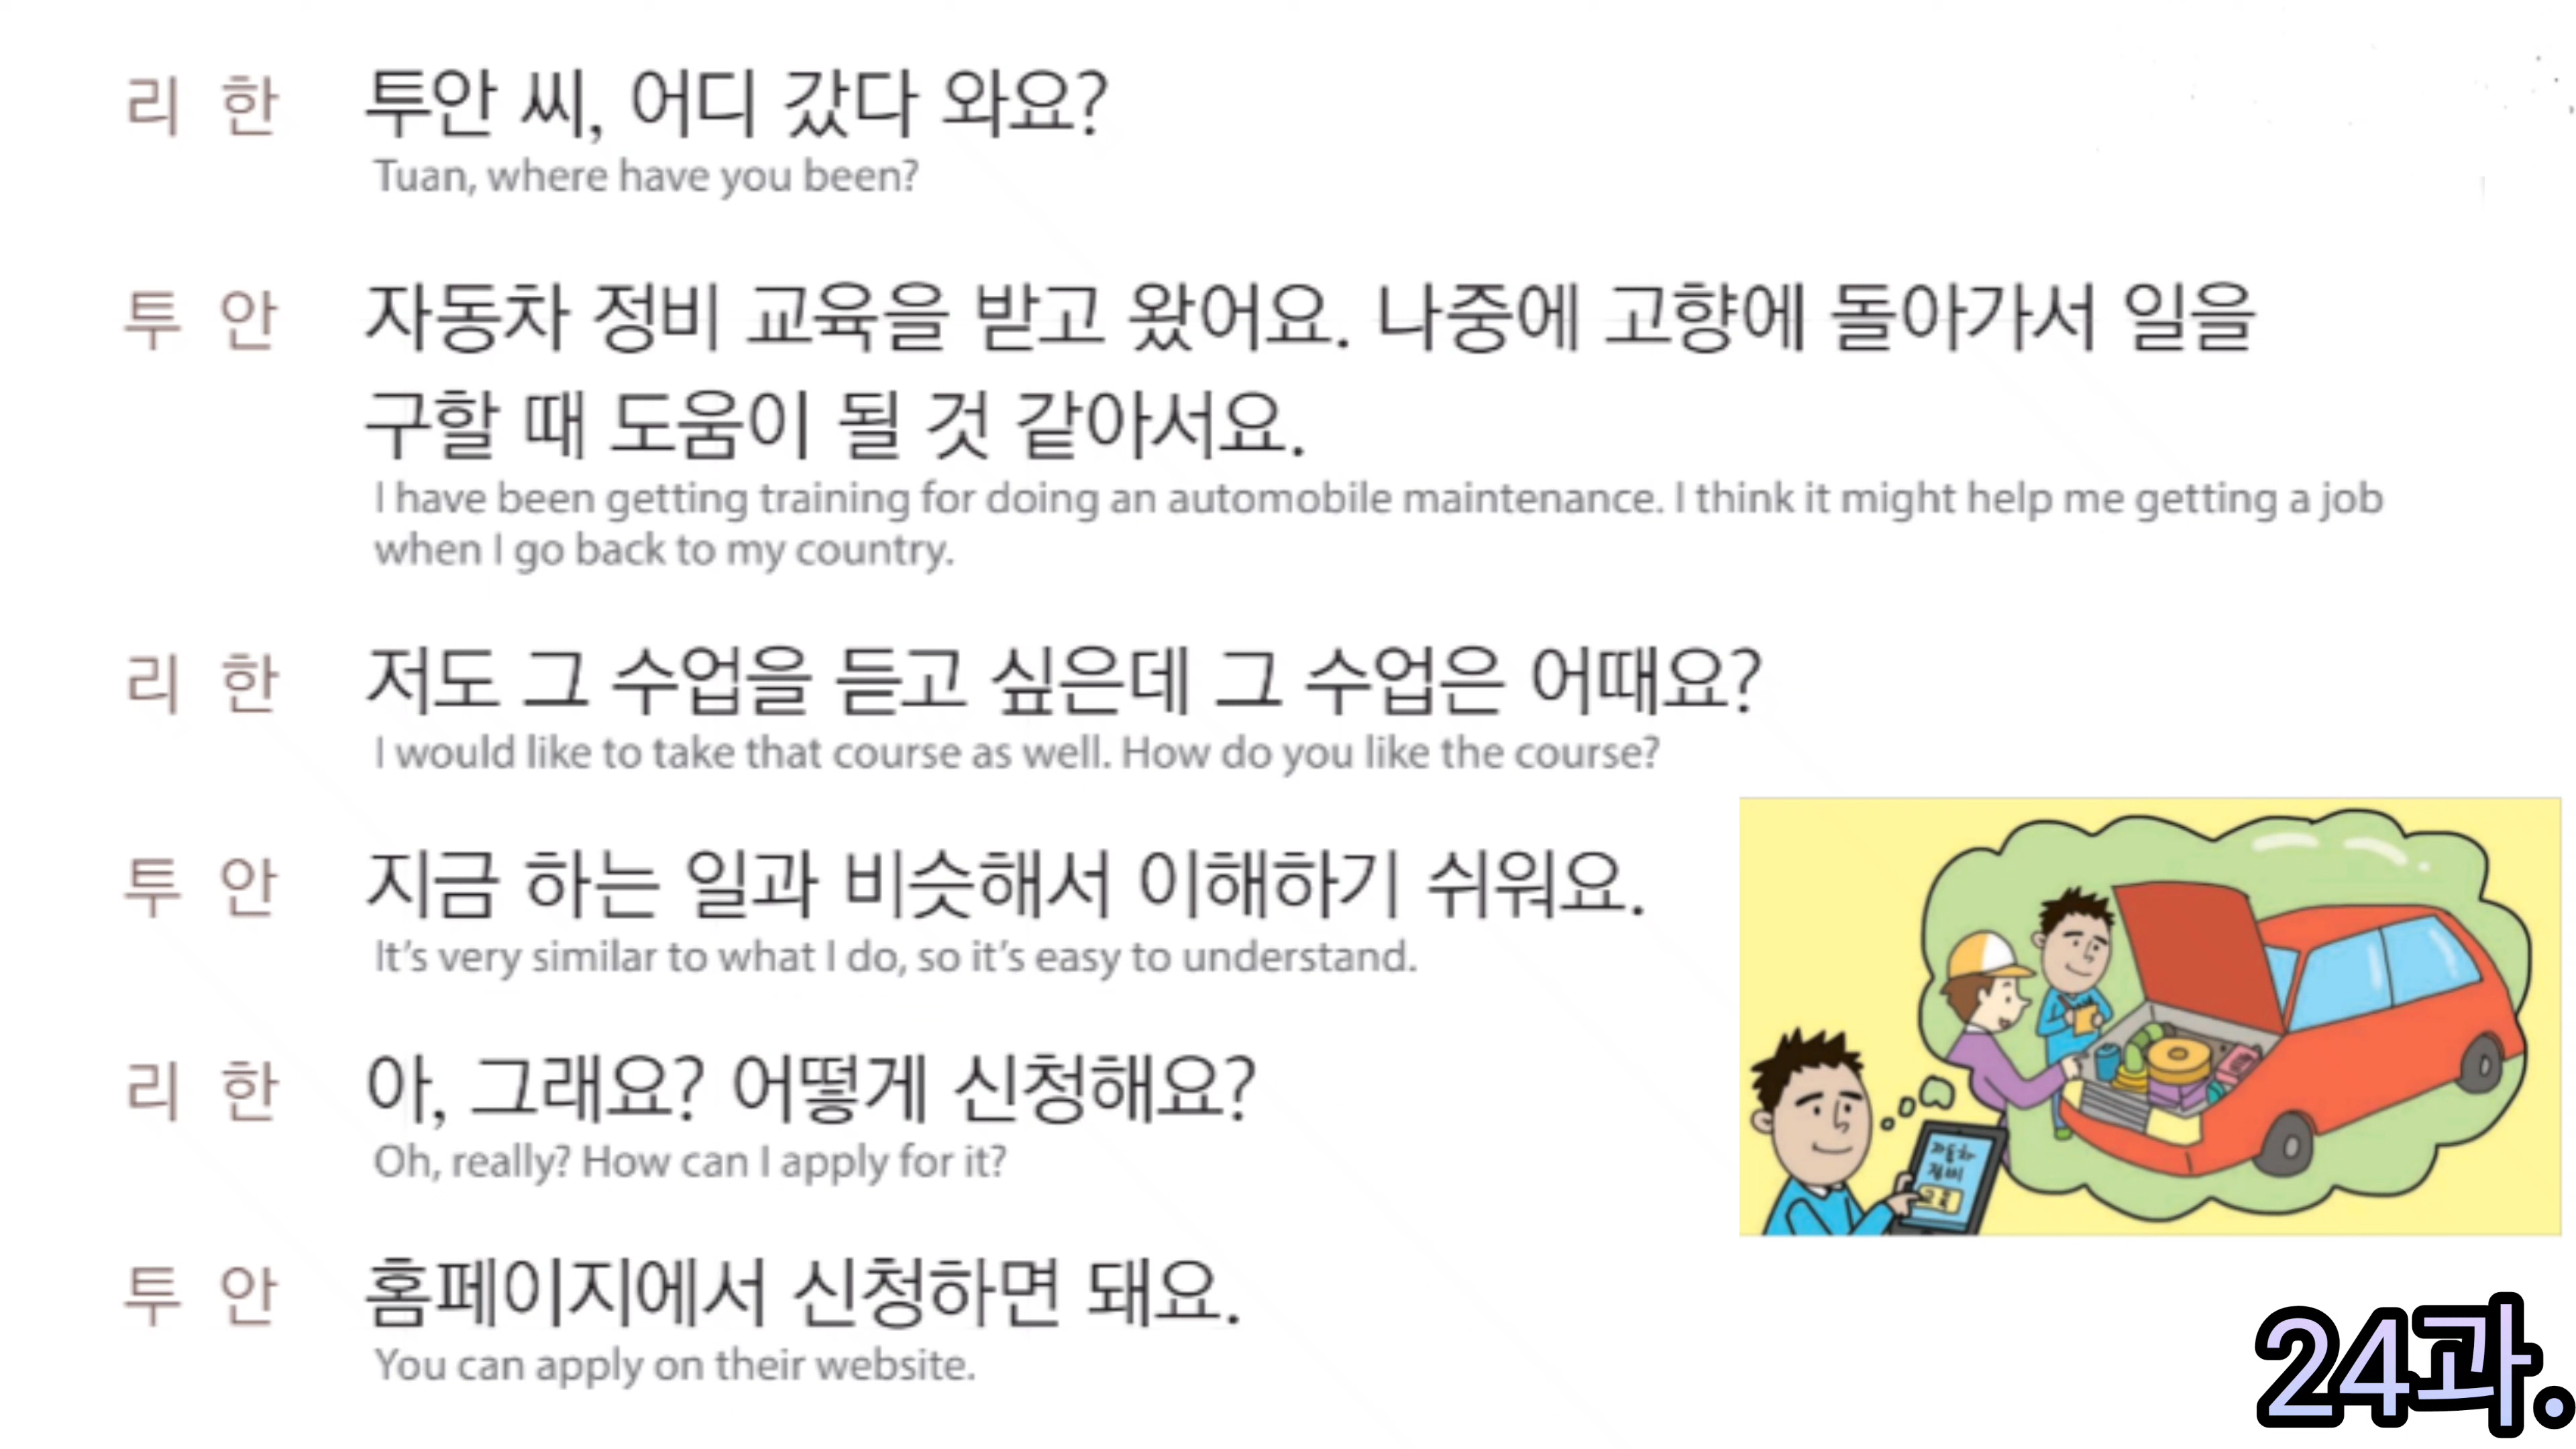 리 한 투안 씨, 어디 갔다 와요?
Tuan, where have you been?
투 안 자동차 정비 교육을 받고 왔어요. 나중에 고향에 돌아가서 일을
구할 때 도움이 될 것 같아서요.
I have been getting training for doing an automobile maintenance. I think it might help me getting a job
when I go back to my country.
리 한 저도 그 수업을 듣고 싶은데 그 수업은 어때요?
I would like to take that course as well. How do you like the course?
투 안 지금 하는 일과 비슷해서 이해하기 쉬워요.
It's very similar to what I do, so it's easy to understand.
리 한 아, 그래요? 어떻게 신청해요?
Oh, really? How can I apply for it?
자동차
정비
교육
투 안 홈페이지에서 신청하면 돼요.
You can apply on their website.
24과.